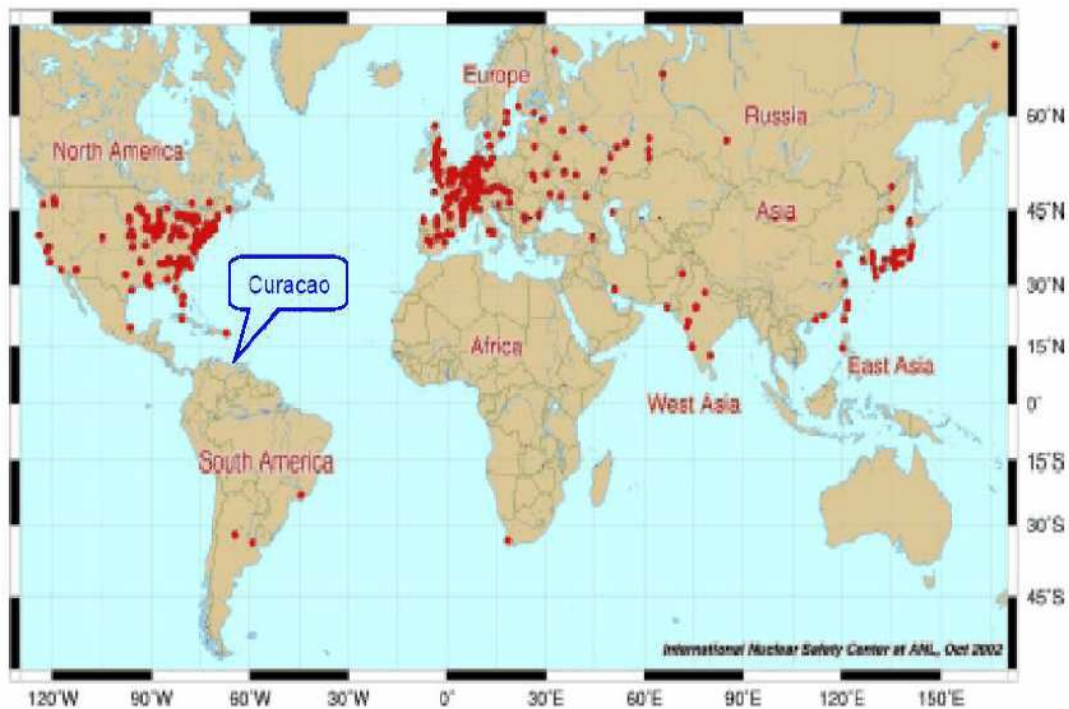 Europe
Russia
60°N
North America
45°N
Asia
Curacao
30°N
Africa
15°N
East Asia
West Asia
0°
South America
15°S
30°S
45°S
International Nuclear Safety Center at ANL, Oct 2002
120°W 90°W 60°W 30°W 0° 30°E 60°E 90°E 120°E 150°E